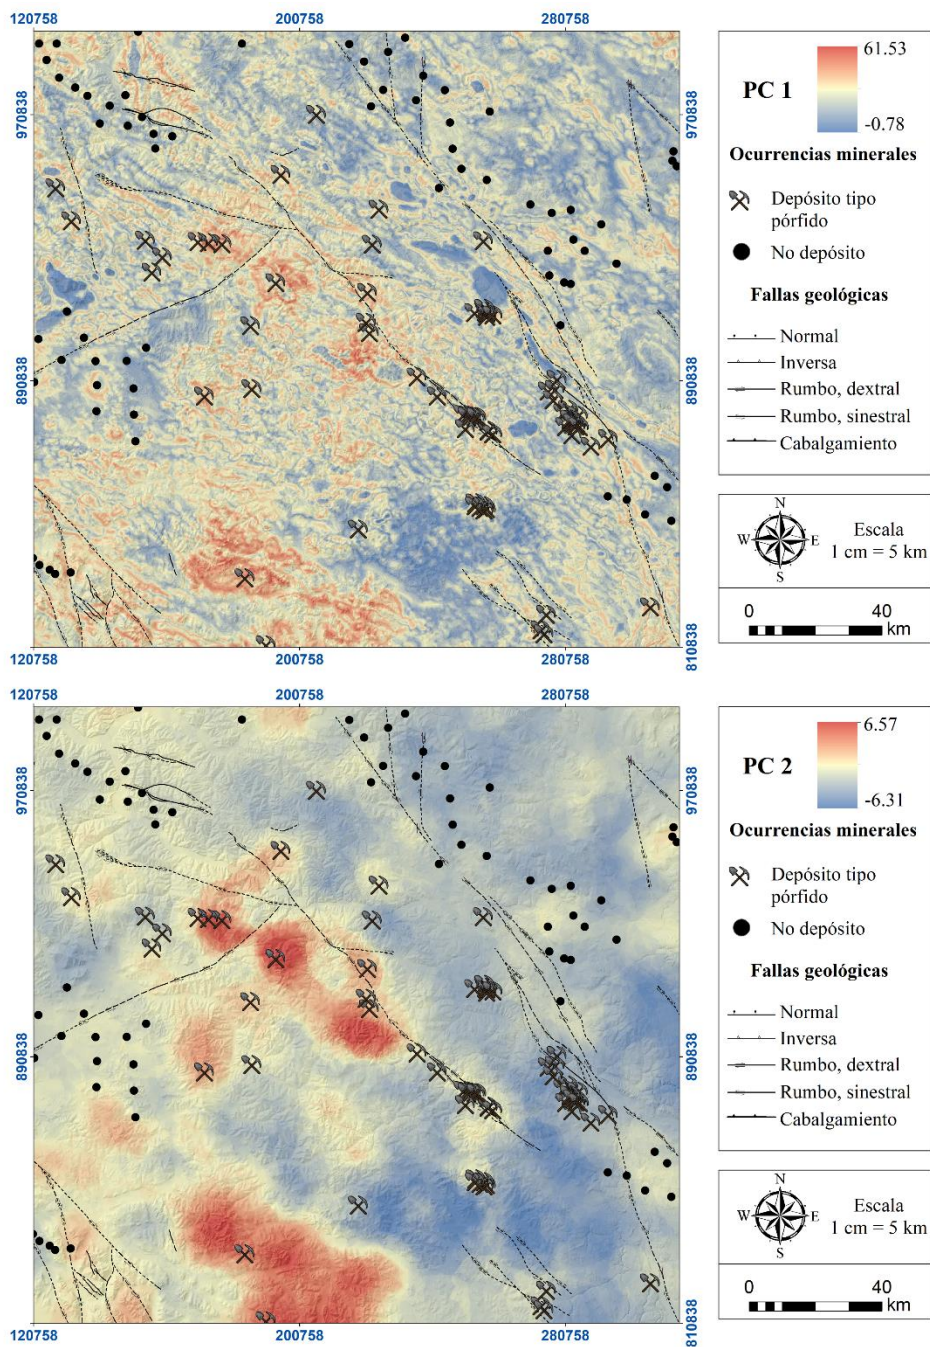 120758 200758 280758
970838 970838
890838 890838
810838
120758 200758 280758
PC 1
61.53
-0.78
Ocurrencias minerales
Depósito tipo
pórfido
No depósito
Fallas geológicas
Normal
Inversa
Rumbo, dextral
Rumbo, sinestral
Cabalgamiento
N
W E
S
Escala
1 cm = 5 km
0 40
km
120758 200758 280758
970838 970838
890838 890838
810838
120758 200758 280758
PC 2
6.57
-6.31
Ocurrencias minerales
Depósito tipo
pórfido
No depósito
Fallas geológicas
Normal
Inversa
Rumbo, dextral
Rumbo, sinestral
Cabalgamiento
N
W E
S
Escala
1 cm = 5 km
0 40
km